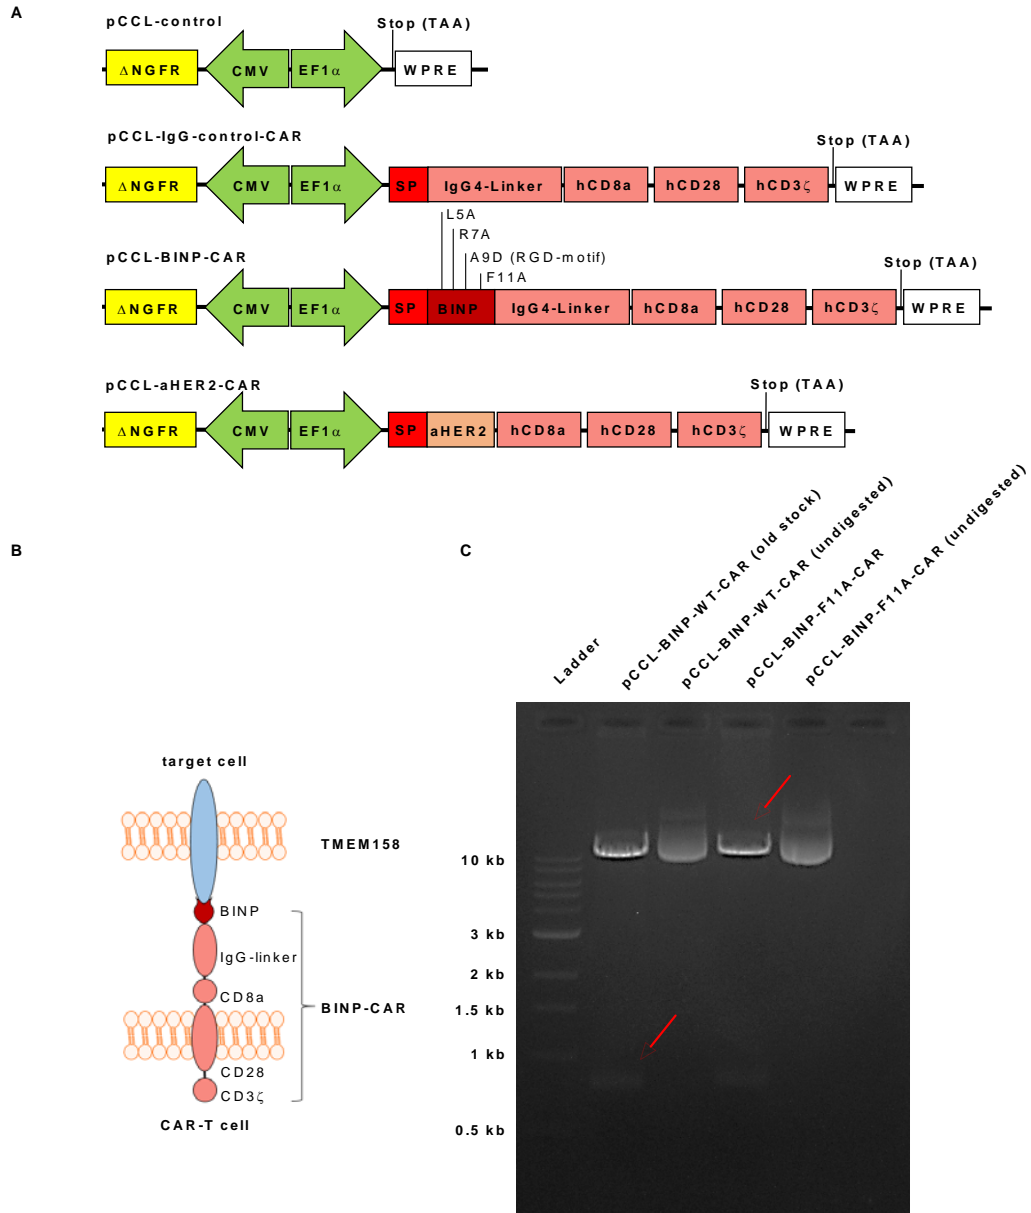 A
pCCL-control
Stop (TAA)
ΔNGFR CMV EF1α WPRE
pCCL-IgG-control-CAR
Stop (TAA)
ΔNGFR CMV EF1α SP IgG4-Linker hCD8a hCD28 hCD3ζ WPRE
L5A
R7A
A9D (RGD-motif)
F11A
pCCL-BINP-CAR
Stop (TAA)
ΔNGFR CMV EF1α SP BINP IgG4-Linker hCD8a hCD28 hCD3ζ WPRE
pCCL-aHER2-CAR
Stop (TAA)
ΔNGFR CMV EF1α SP aHER2 hCD8a hCD28 hCD3ζ WPRE
B
target cell
TMEM158
BINP
IgG-linker
CD8a
BINP-CAR
CD28
CD3ζ
CAR-T cell
C
Ladder
pCCL-BINP-WT-CAR (old stock)
pCCL-BINP-WT-CAR (undigested)
pCCL-BINP-F11A-CAR
pCCL-BINP-F11A-CAR (undigested)
10 kb
3 kb
2 kb
1.5 kb
1 kb
0.5 kb